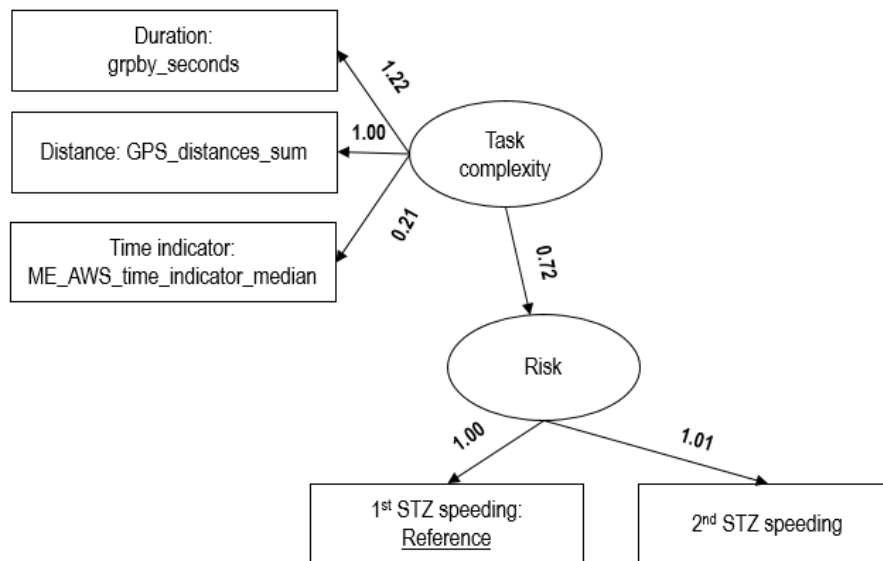 Duration:
grpby_seconds
1.22
1.00
Distance: GPS_distances_sum
Task
complexity
0.21
Time indicator:
ME_AWS_time_indicator_median
0.72
Risk
1.00
1.01
1st STZ speeding:
Reference
2nd STZ speeding